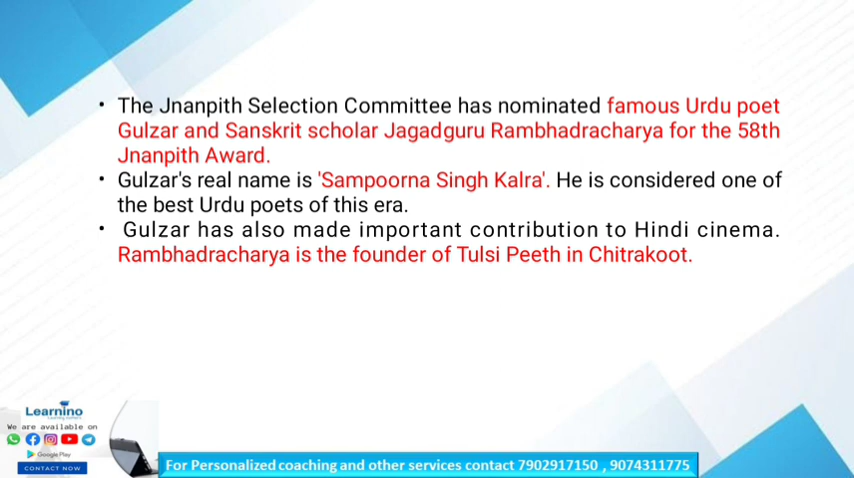 • The Jnanpith Selection Committee has nominated famous Urdu poet
Gulzar and Sanskrit scholar Jagadguru Rambhadracharya for the 58th
Jnanpith Award.
• Gulzar's real name is 'Sampoorna Singh Kalra'. He is considered one of
the best Urdu poets of this era.
• Gulzar has also made important contribution to Hindi cinema.
Rambhadracharya is the founder of Tulsi Peeth in Chitrakoot.
Learnino
We are available on
Google Play
CONTACT NOW
For Personalized coaching and other services contact 7902917150 , 9074311775